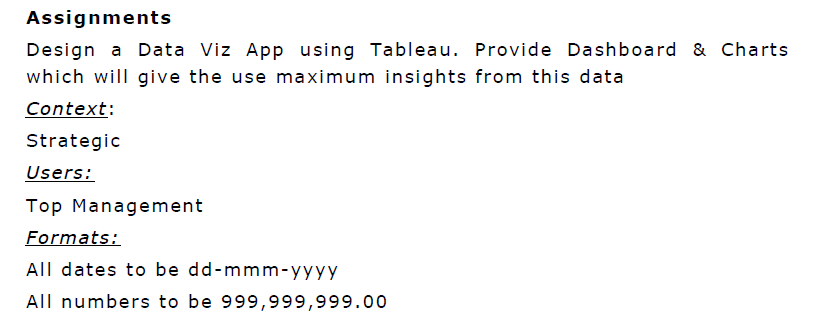 Assignments
Design a Data Viz App using Tableau. Provide Dashboard & Charts
which will give the use maximum insights from this data
Context:
Strategic
Users:
Top Management
Formats:
All dates to be dd-mmm-yyyy
All numbers to be 999,999,999.00